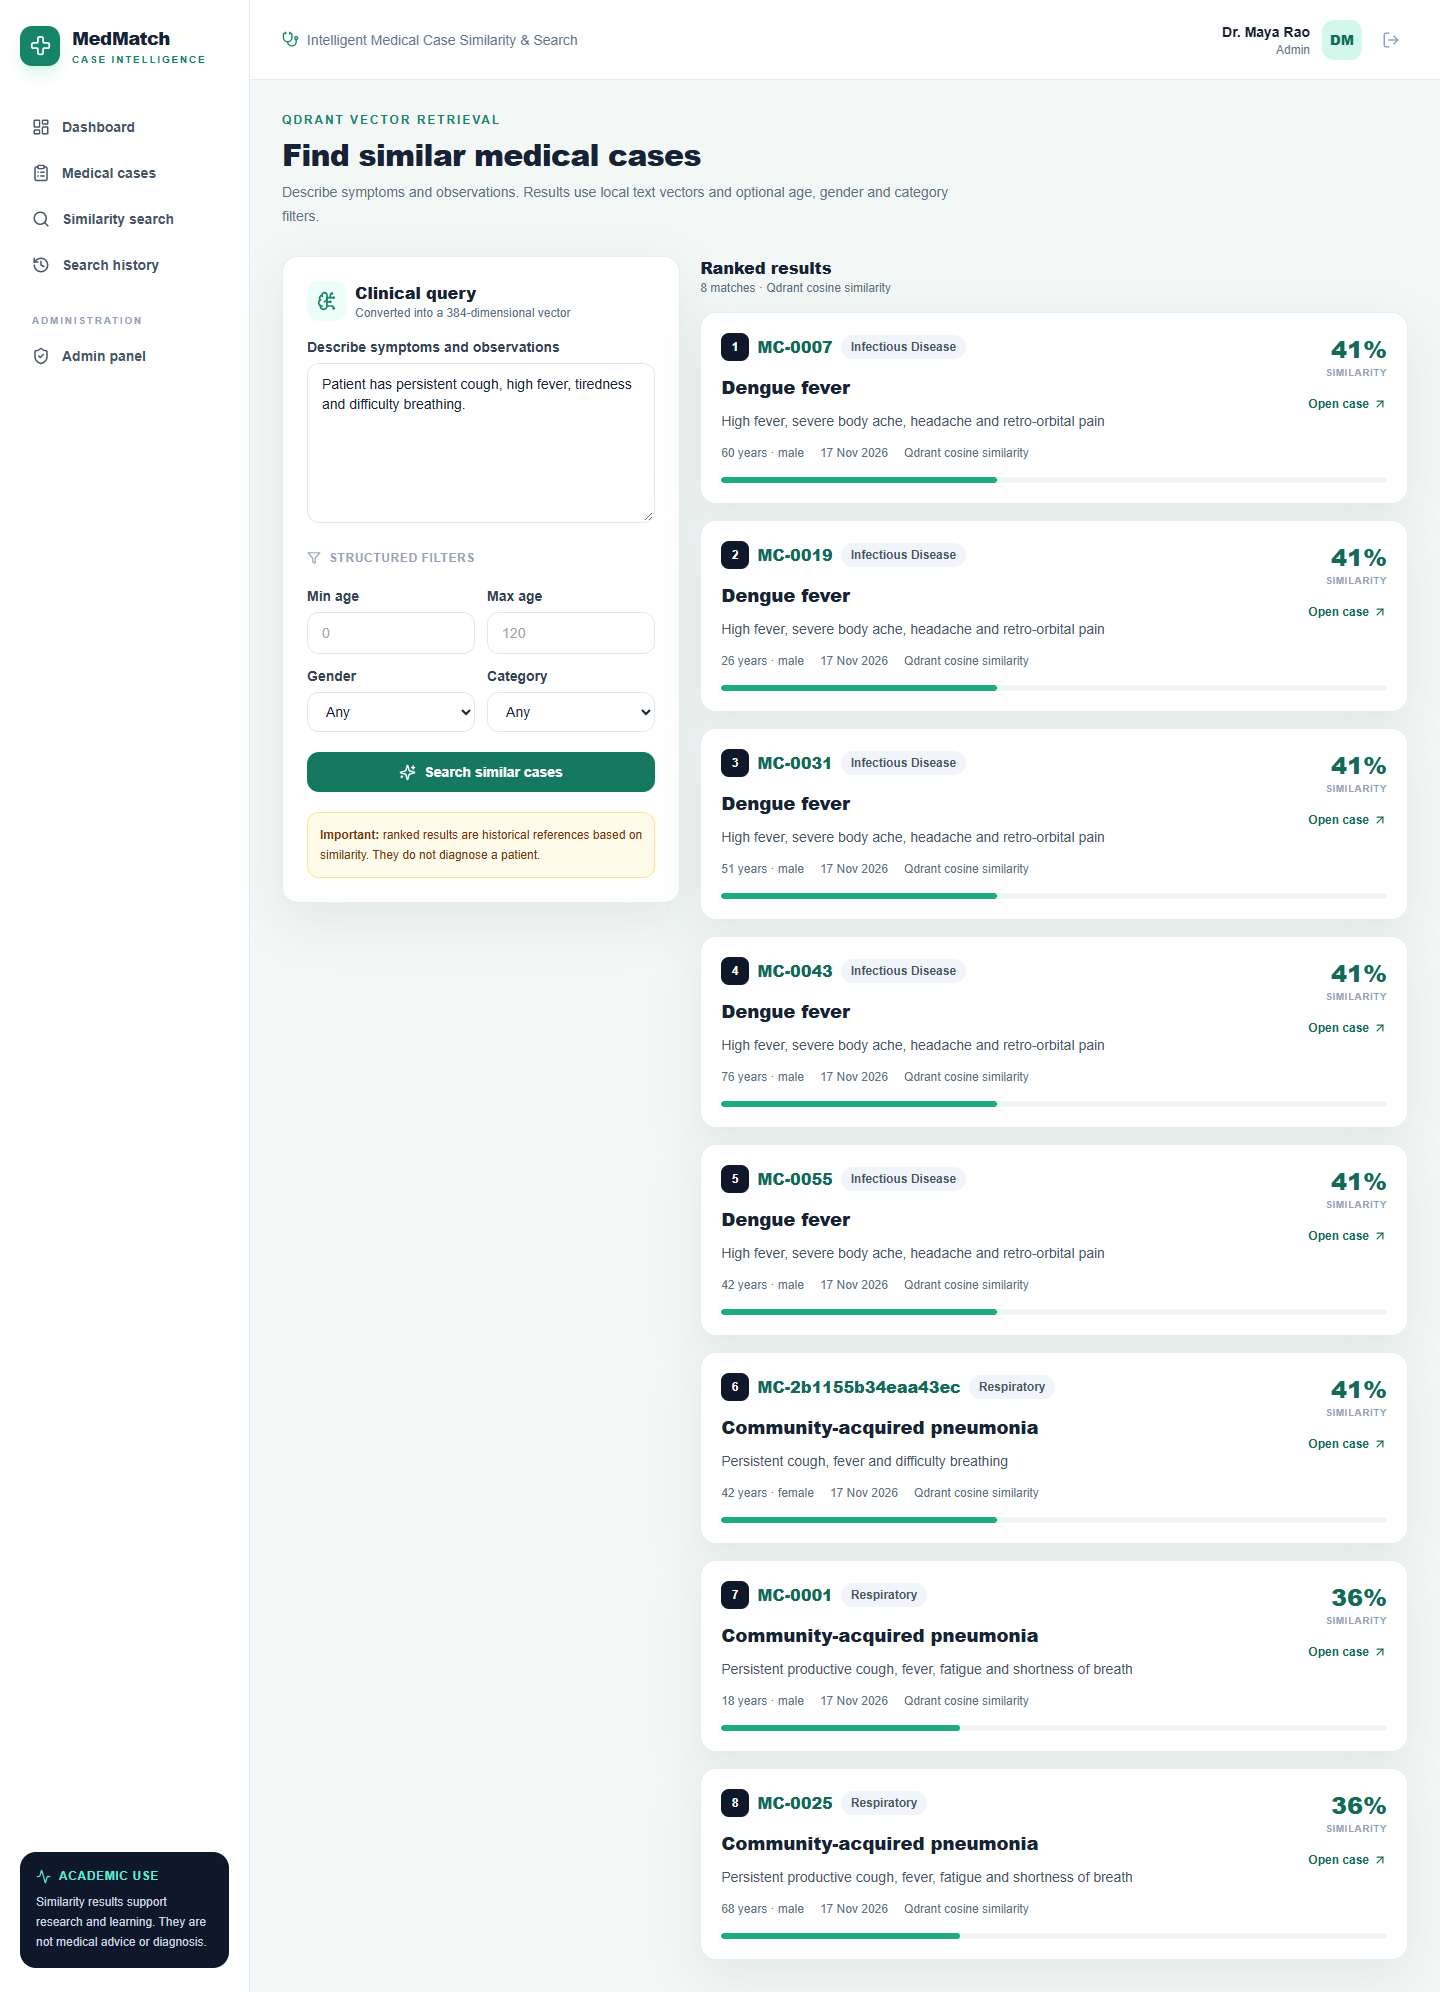 MedMatch
CASE INTELLIGENCE
Dashboard
Medical cases
Similarity search
Search history
ADMINISTRATION
Admin panel
ACADEMIC USE
Similarity results support
research and learning. They are
not medical advice or diagnosis.
Intelligent Medical Case Similarity & Search
Dr. Maya Rao
Admin
DM
QDRANT VECTOR RETRIEVAL
Find similar medical cases
Describe symptoms and observations. Results use local text vectors and optional age, gender and category
filters.
Clinical query
Converted into a 384-dimensional vector
Describe symptoms and observations
Patient has persistent cough, high fever, tiredness
and difficulty breathing.
STRUCTURED FILTERS
Min age
Max age
0
120
Gender
Category
Any
Any
Search similar cases
Important: ranked results are historical references based on
similarity. They do not diagnose a patient.
Ranked results
8 matches · Qdrant cosine similarity
1 MC-0007 Infectious Disease
41%
SIMILARITY
Dengue fever
Open case
High fever, severe body ache, headache and retro-orbital pain
60 years · male 17 Nov 2026 Qdrant cosine similarity
2 MC-0019 Infectious Disease
41%
SIMILARITY
Dengue fever
Open case
High fever, severe body ache, headache and retro-orbital pain
26 years · male 17 Nov 2026 Qdrant cosine similarity
3 MC-0031 Infectious Disease
41%
SIMILARITY
Dengue fever
Open case
High fever, severe body ache, headache and retro-orbital pain
51 years · male 17 Nov 2026 Qdrant cosine similarity
4 MC-0043 Infectious Disease
41%
SIMILARITY
Dengue fever
Open case
High fever, severe body ache, headache and retro-orbital pain
76 years · male 17 Nov 2026 Qdrant cosine similarity
5 MC-0055 Infectious Disease
41%
SIMILARITY
Dengue fever
Open case
High fever, severe body ache, headache and retro-orbital pain
42 years · male 17 Nov 2026 Qdrant cosine similarity
6 MC-2b1155b34eaa43ec Respiratory
41%
SIMILARITY
Community-acquired pneumonia
Open case
Persistent cough, fever and difficulty breathing
42 years · female 17 Nov 2026 Qdrant cosine similarity
7 MC-0001 Respiratory
36%
SIMILARITY
Community-acquired pneumonia
Open case
Persistent productive cough, fever, fatigue and shortness of breath
18 years · male 17 Nov 2026 Qdrant cosine similarity
8 MC-0025 Respiratory
36%
SIMILARITY
Community-acquired pneumonia
Open case
Persistent productive cough, fever, fatigue and shortness of breath
68 years · male 17 Nov 2026 Qdrant cosine similarity